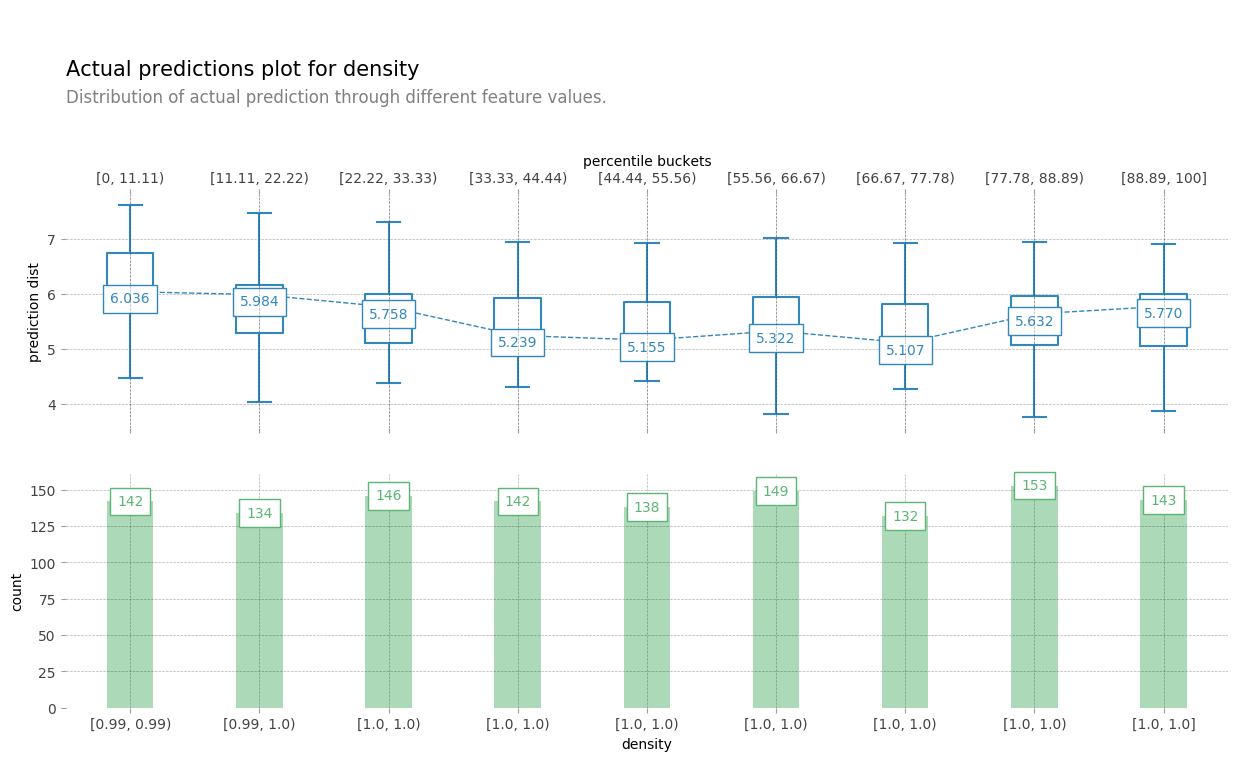 Actual predictions plot for density
Distribution of actual prediction through different feature values.
percentile buckets
[0, 11.11) [11.11, 22.22) [22.22, 33.33) [33.33, 44.44) [44.44, 55.56) [55.56, 66.67) [66.67, 77.78) [77.78, 88.89) [88.89, 100]
prediction dist
7
6
5
4
6.036 5.984 5.758 5.239 5.155 5.322 5.107 5.632 5.770
count
150
125
100
75
50
25
0
142 134 146 142 138 149 132 153 143
[0.99, 0.99) [0.99, 1.0) [1.0, 1.0) [1.0, 1.0) [1.0, 1.0) [1.0, 1.0) [1.0, 1.0) [1.0, 1.0) [1.0, 1.0]
density